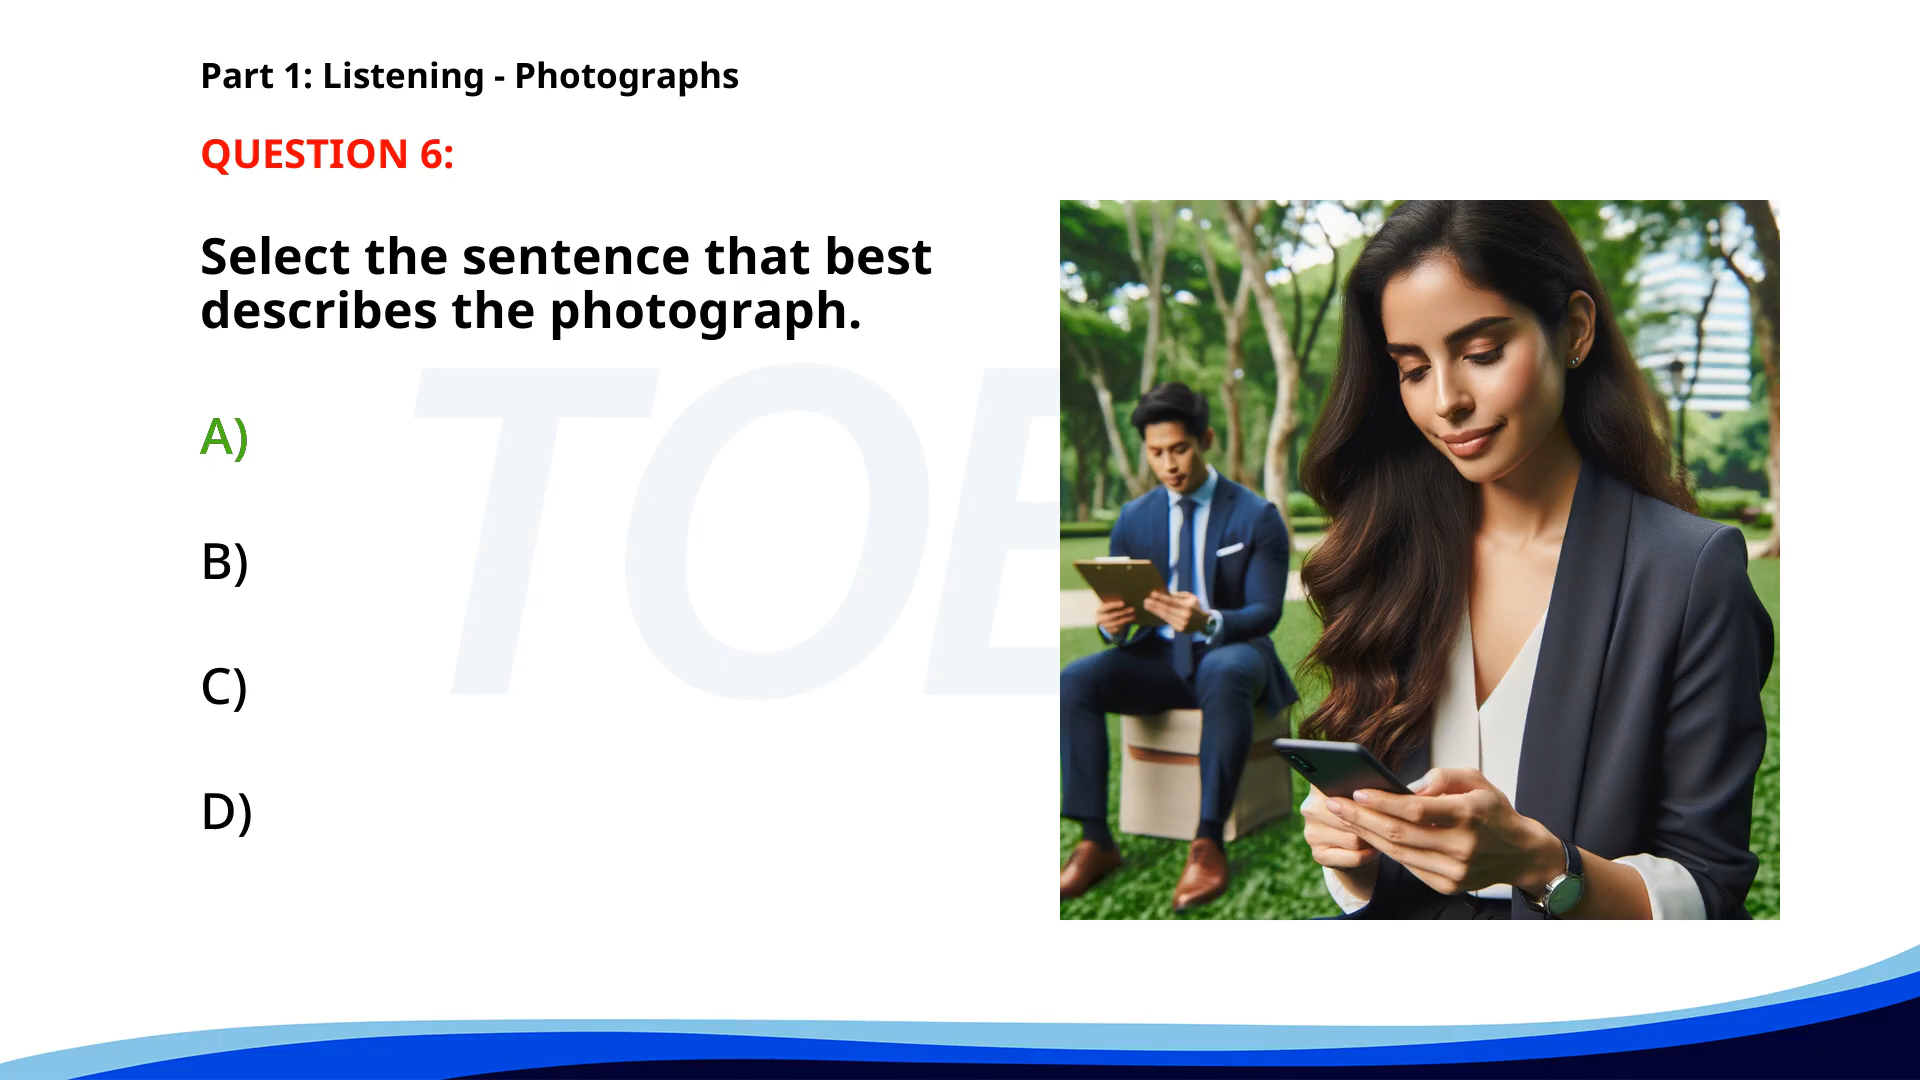 Part 1: Listening - Photographs
QUESTION 6:
Select the sentence that best
describes the photograph.
A)
B)
C)
D)